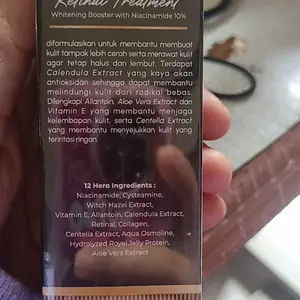 Retinal Treatment
Whitening Booster with Niacinamide 10%
diformulasikan untuk membantu membuat
kulit tampak lebih cerah serta merawat kulit
agar tetap halus dan lembut. Terdapat
Calendula Extract yang kaya akan
antioksidan sehingga dapat membantu
melindungi kulit dari radikal bebas.
Dilengkapi Allantoin, Aloe Vera Extract dan
Vitamin E yang membantu menjaga
kelembapan kulit, serta Centella Extract
yang membantu menyejukkan kulit yang
teriritasi ringan.
12 Hero Ingredients :
Niacinamide, Cysteamine,
Witch Hazel Extract,
Vitamin E, Allantoin, Calendula Extract,
Retinal, Collagen,
Centella Extract, Aqua Osmoline,
Hydrolyzed Royal Jelly Protein,
Aloe Vera Extract